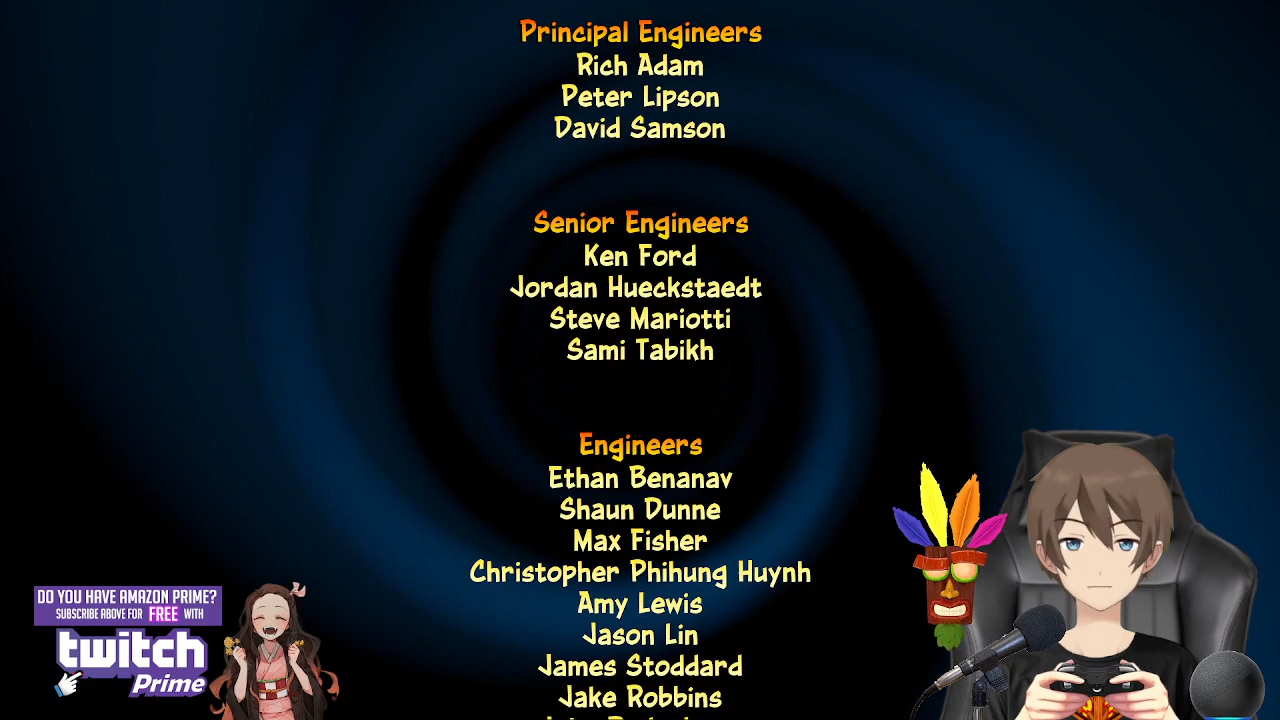 Principal Engineers
Rich Adam
Peter Lipson
David Samson
Senior Engineers
Ken Ford
Jordan Hueckstaedt
Steve Mariotti
Sami Tabikh
Engineers
Ethan Benanav
Shaun Dunne
Max Fisher
Christopher Phihung Huynh
Amy Lewis
Jason Lin
James Stoddard
Jake Robbins
DO YOU HAVE AMAZON PRIME?
SUBSCRIBE ABOVE FOR FREE WITH
twitch
Prime